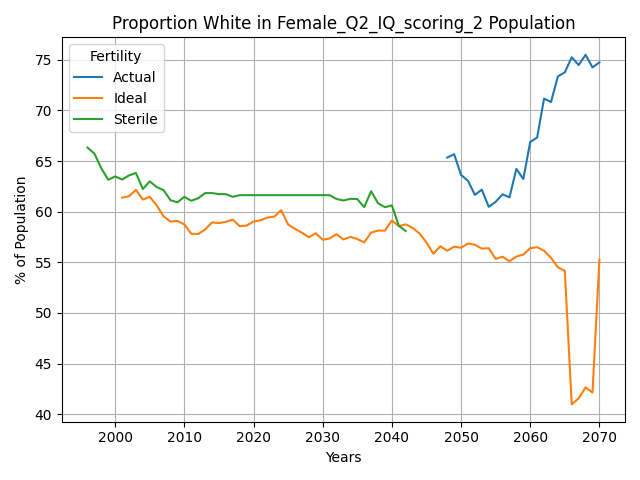 Proportion White in Female_Q2_IQ_scoring_2 Population
Fertility
Actual
Ideal
Sterile
% of Population
75
70
65
60
55
50
45
40
2000
2010
2020
2030
2040
2050
2060
2070
Years